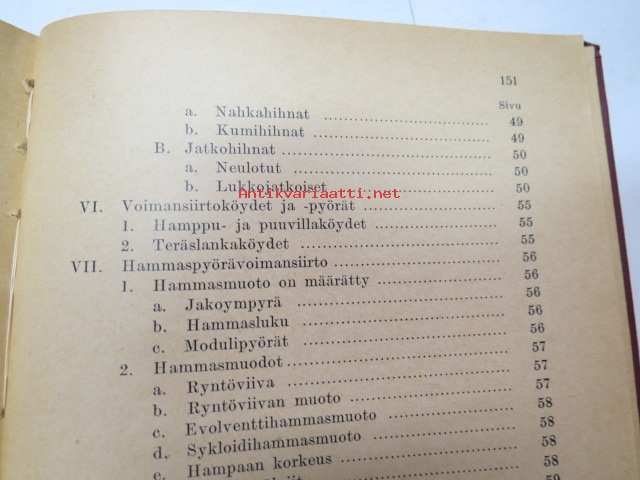 151
Sivu
a. Nahkahihnat 49
b. Kumihihnat 49
B. Jatkohihnat 50
a. Neulotut 50
b. Lukkojatkoiset 50
Antikvariaatti.net
VI. Voimansiirtoköydet ja -pyörät 55
1. Hamppu- ja puuvillaköydet 55
2. Teräslankaköydet 55
VII. Hammaspyörävoimansiirto 56
1. Hammasmuoto on määrätty 56
a. Jakoympyrä 56
b. Hammasluku 56
c. Modulipyörät 57
2. Hammasmuodot 57
a. Ryntöviiva 57
b. Ryntöviivan muoto 58
c. Evolventtihammasmuoto 58
d. Sykloidihammasmuoto 58
e. Hampaan korkeus 58